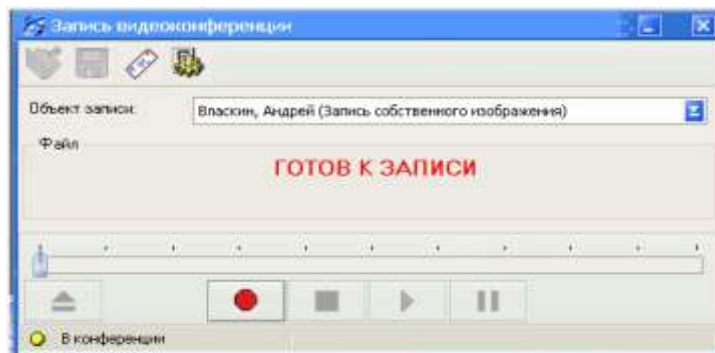 Запись видеоконференции
Объект записи:
Власкин, Андрей (Запись собственного изображения)
Файл
ГОТОВ К ЗАПИСИ
В конференции